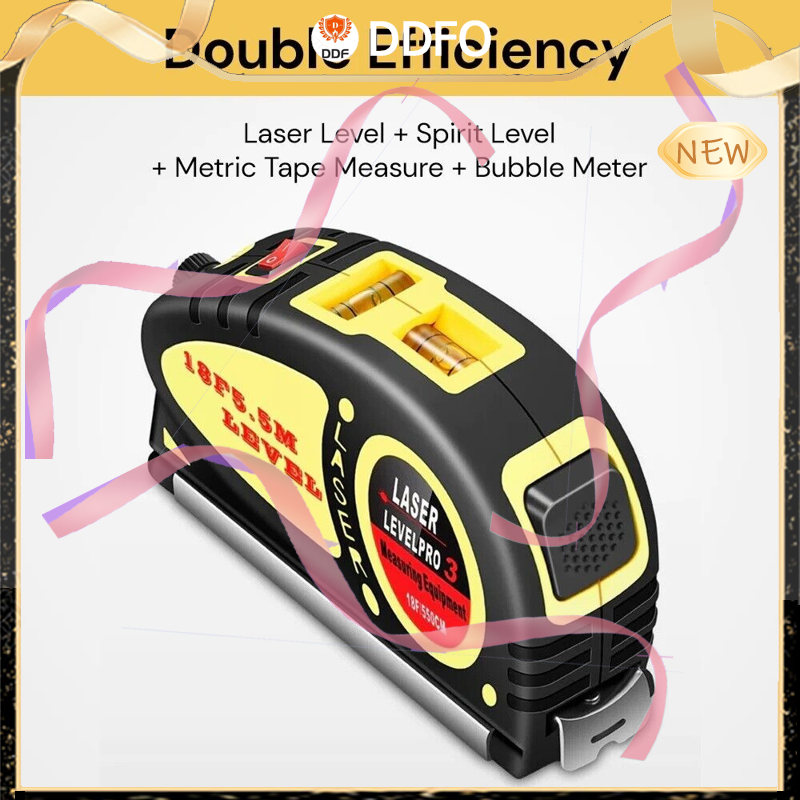 Double Efficiency
DDF
DDFO
Laser Level + Spirit Level
+ Metric Tape Measure + Bubble Meter
NEW
18F5.5M
LEVEL
LASER
LASER
LEVELPRO 3
Measuring Equipment
18F/550CM